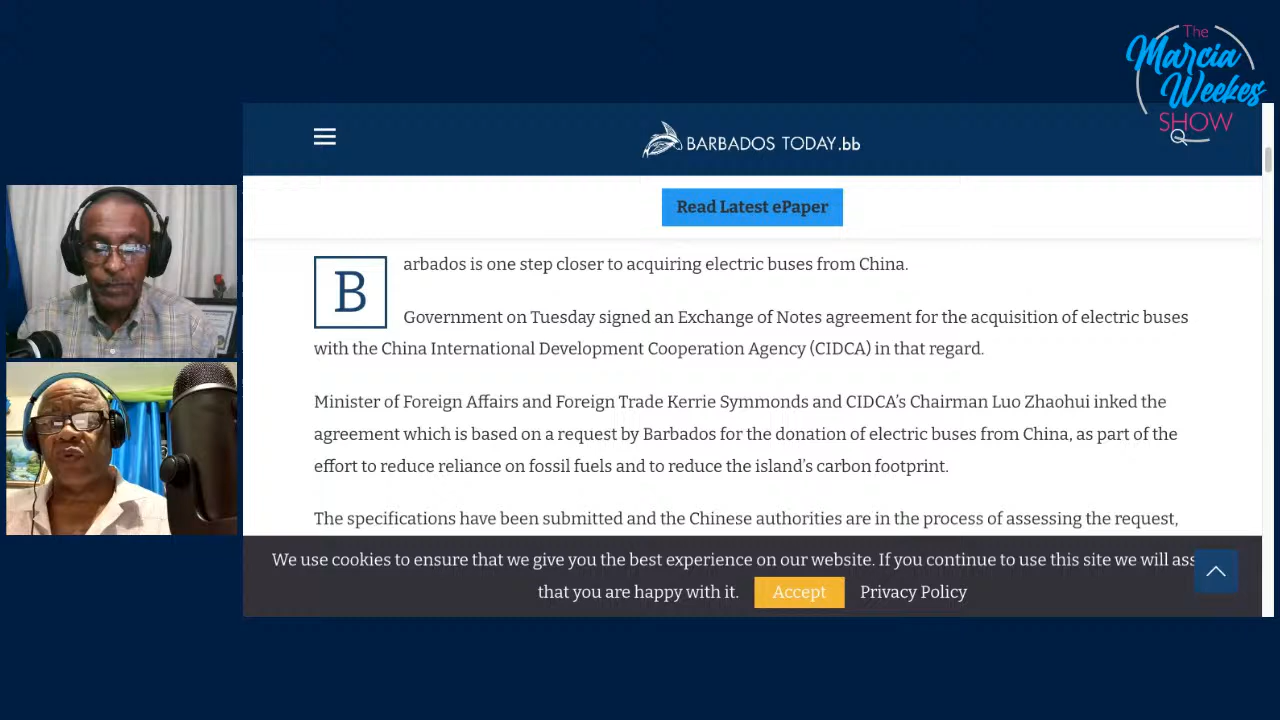 The
Marcia
Weekes
SHOW
BARBADOS TODAY.bb
Read Latest ePaper
Barbados is one step closer to acquiring electric buses from China.
Government on Tuesday signed an Exchange of Notes agreement for the acquisition of electric buses
with the China International Development Cooperation Agency (CIDCA) in that regard.
Minister of Foreign Affairs and Foreign Trade Kerrie Symmonds and CIDCA's Chairman Luo Zhaohui inked the
agreement which is based on a request by Barbados for the donation of electric buses from China, as part of the
effort to reduce reliance on fossil fuels and to reduce the island's carbon footprint.
The specifications have been submitted and the Chinese authorities are in the process of assessing the request,
We use cookies to ensure that we give you the best experience on our website. If you continue to use this site we will ass
that you are happy with it. Accept Privacy Policy